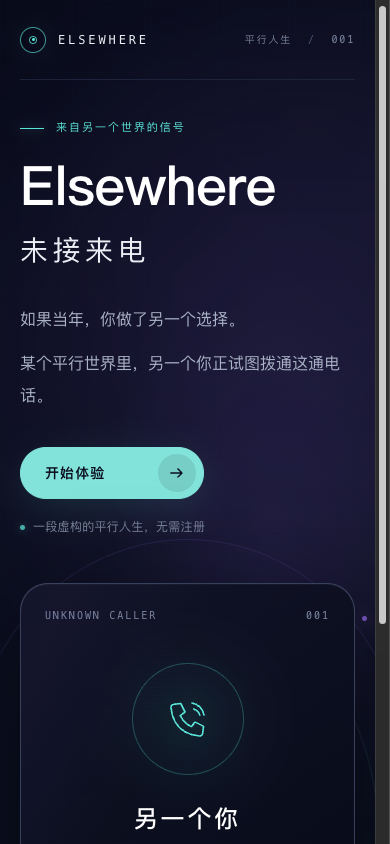 ELSEWHERE
平行人生 / 001
来自另一个世界的信号
Elsewhere
未接来电
如果当年，你做了另一个选择。
某个平行世界里，另一个你正试图拨通这通电
话。
开始体验
一段虚构的平行人生，无需注册
UNKNOWN CALLER 001
另一个你